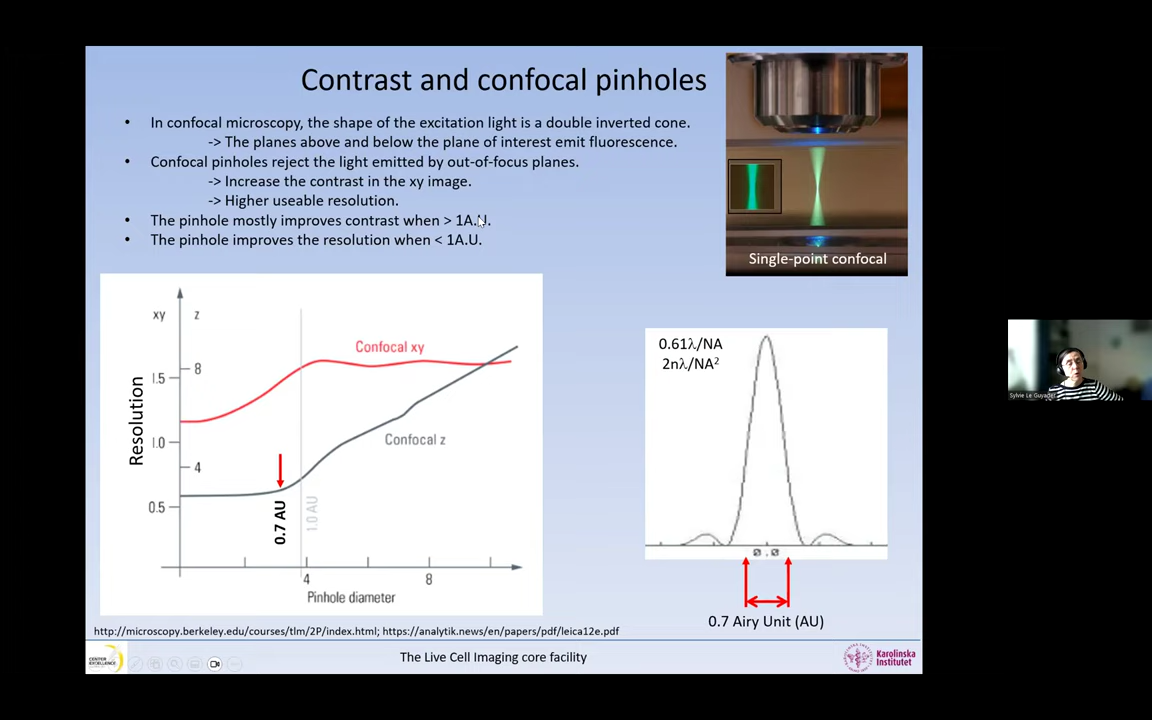 Contrast and confocal pinholes
• In confocal microscopy, the shape of the excitation light is a double inverted cone.
-> The planes above and below the plane of interest emit fluorescence.
• Confocal pinholes reject the light emitted by out-of-focus planes.
-> Increase the contrast in the xy image.
-> Higher useable resolution.
• The pinhole mostly improves contrast when > 1A.U.
• The pinhole improves the resolution when < 1A.U.
Single-point confocal
xy z
Confocal xy
8
1.5
Resolution
1.0
Confocal z
4
0.5
0.7 AU
1.0 AU
4 8
Pinhole diameter
0.61λ/NA
2nλ/NA²
0.0
0.7 Airy Unit (AU)
http://microscopy.berkeley.edu/courses/tlm/2P/index.html; https://analytik.news/en/papers/pdf/leica12e.pdf
The Live Cell Imaging core facility
Karolinska
Institutet
Sylvie Le Guyader